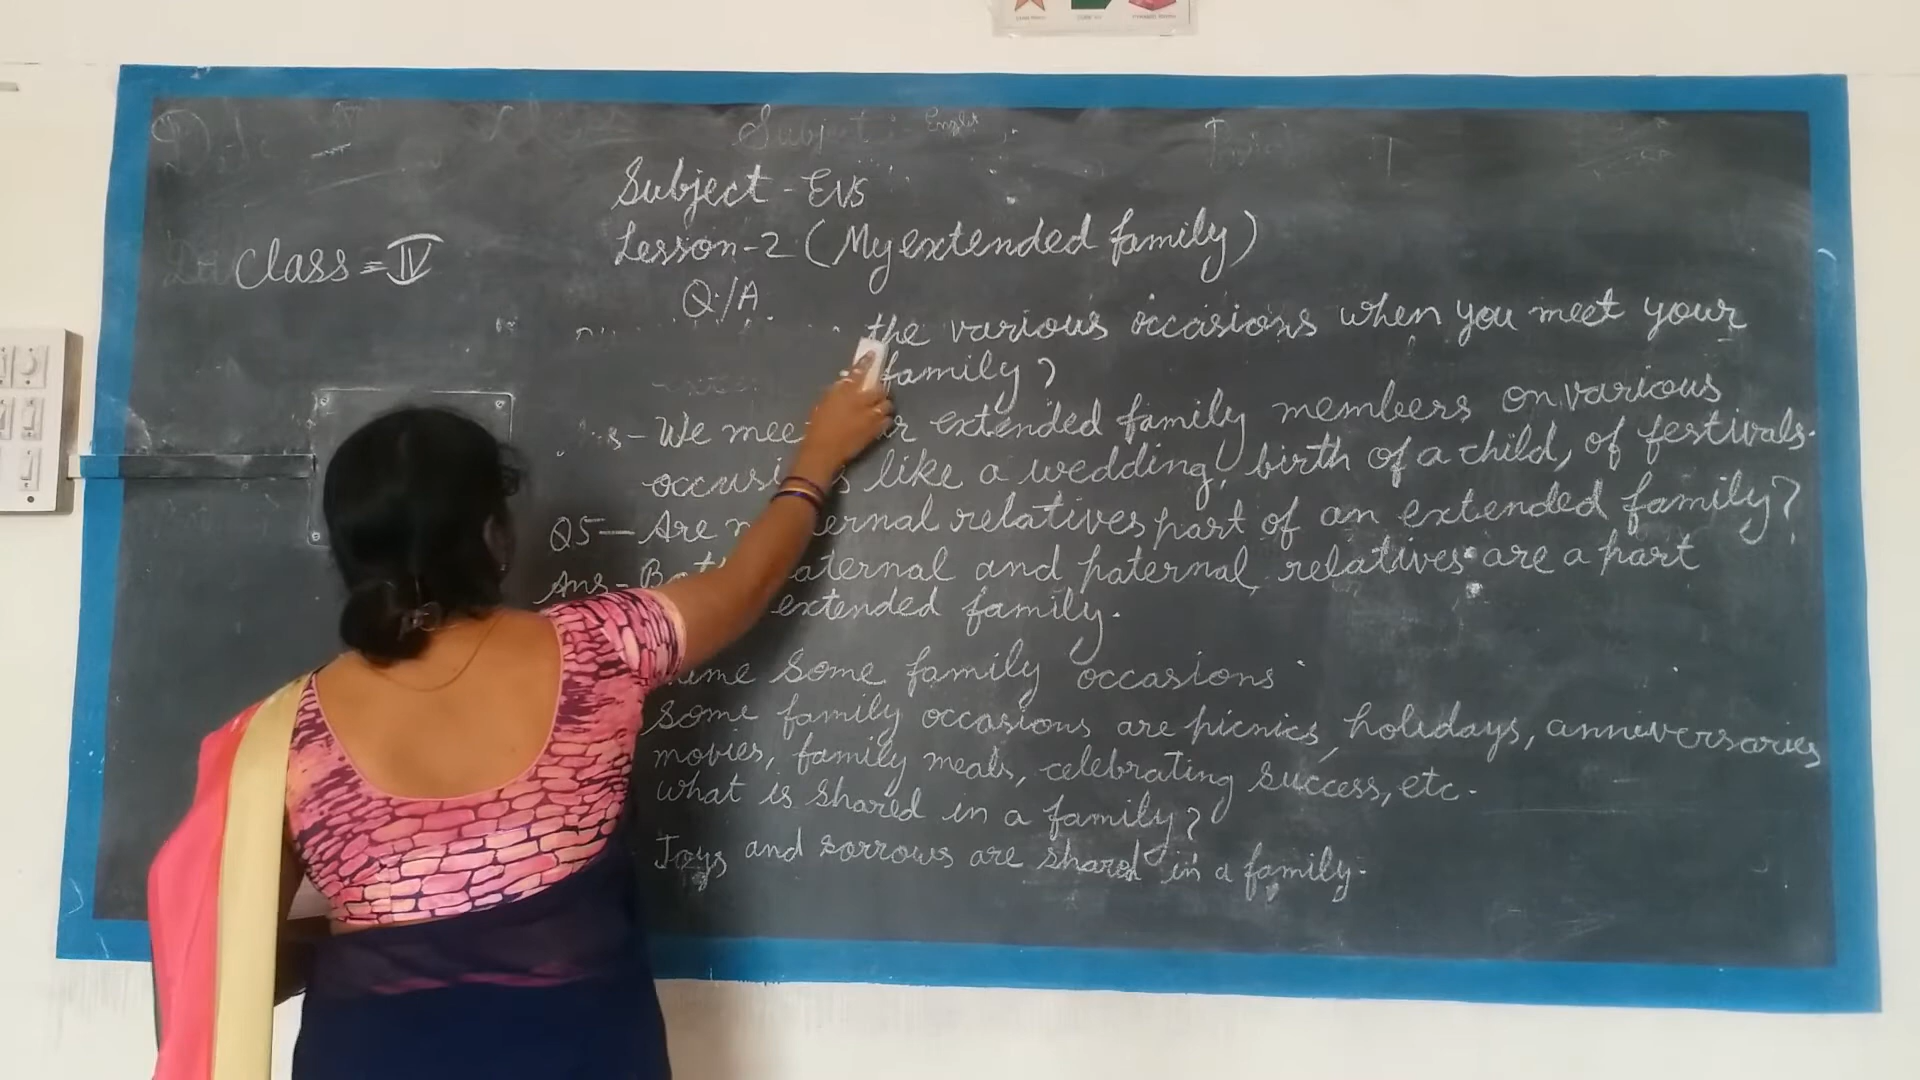 Subject - EVS
Class = IV
Lesson-2 (My extended family)
Q./A.
the various occasions when you meet your
family?
s - We mee r extended family members on various
occusi s like a wedding, birth of a child, of festivals.
Q5 - Are ernal relatives part of an extended family?
Ans - Bot aternal and paternal relatives are a part
extended family.
ame some family occasions
some family occasions are picnics, holidays, anniversaries
movies, family meals, celebrating success, etc.
what is shared in a family?
Joys and sorrows are shared in a family.